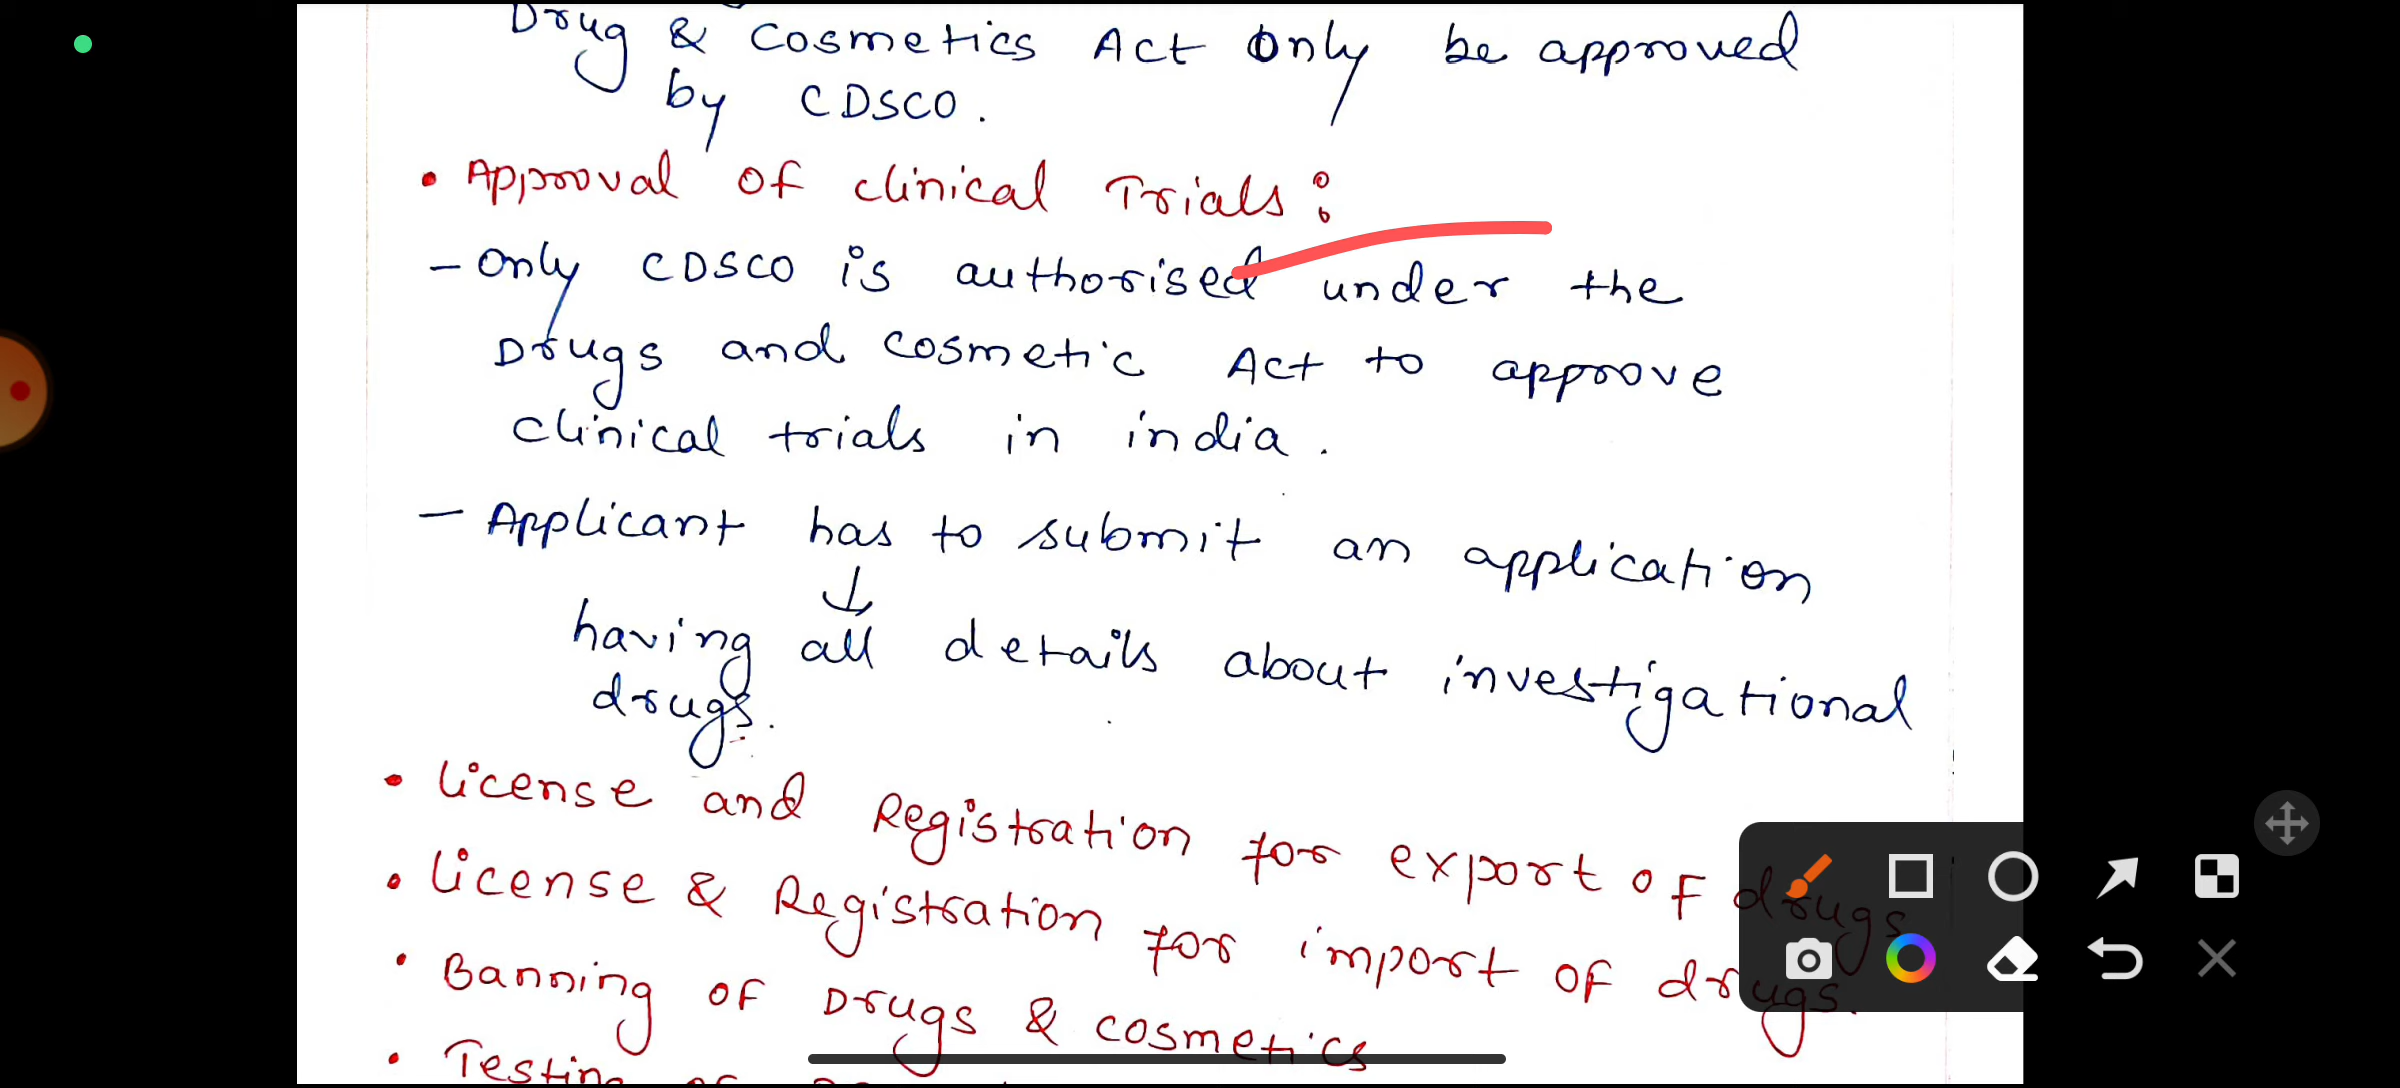 Drug & Cosmetics Act Only be approved
by CDSCO.
• Approval of clinical Trials:
- Only CDSCO is authorised under the
Drugs and cosmetic Act to approve
clinical trials in india.
- Applicant has to submit an application
↓
having all details about investigational
drugs.
• license and Registration for export of drugs
• license & Registration for import of drugs.
• Banning of Drugs & cosmetics
• Testing of